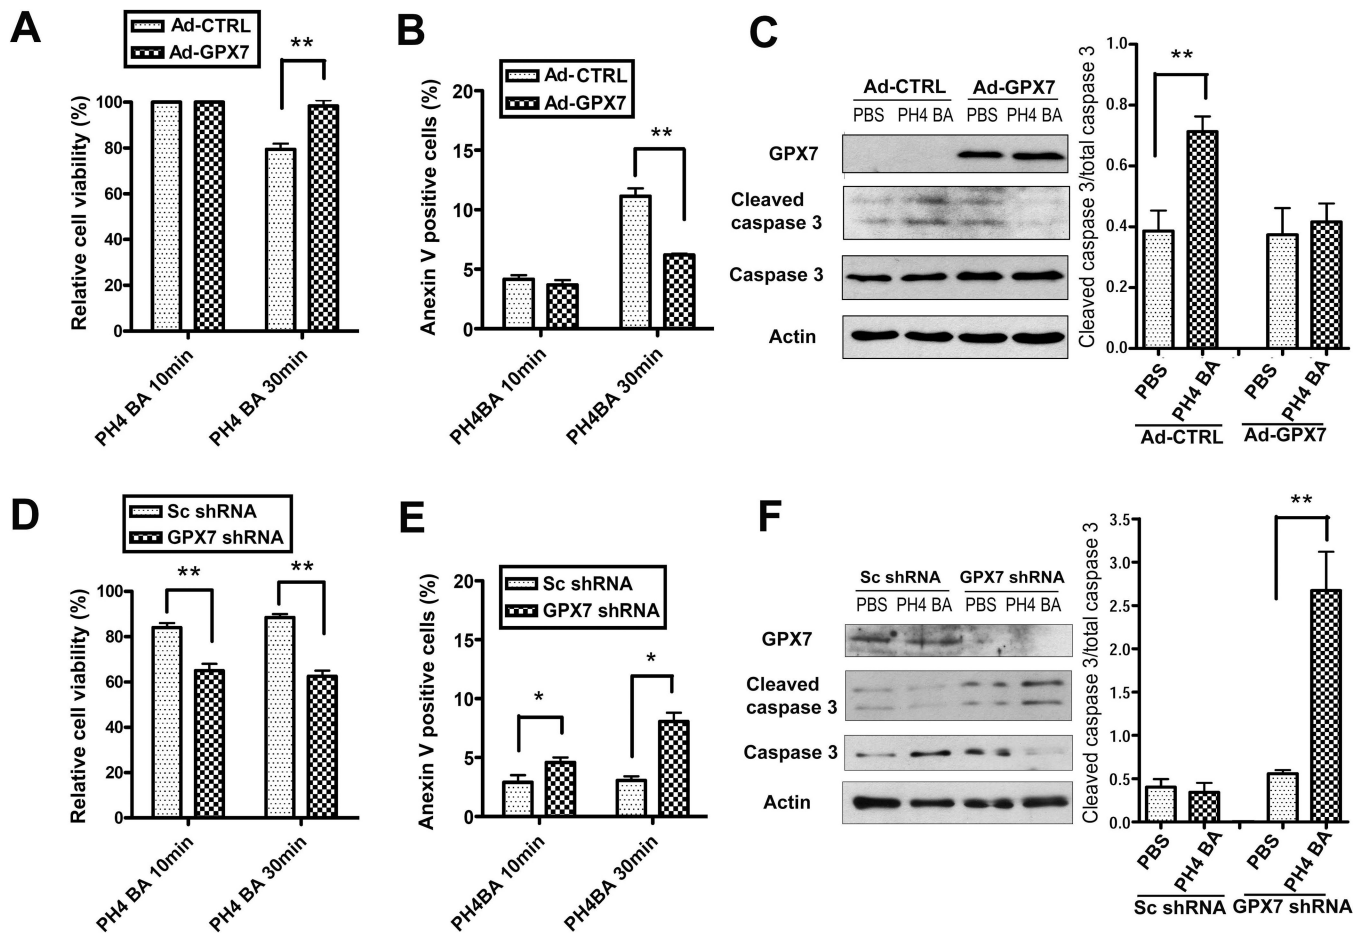 A
Ad-CTRL
Ad-GPX7
**
Relative cell viability (%)
100
80
60
40
20
0
PH4 BA 10min
PH4 BA 30min
B
Ad-CTRL
Ad-GPX7
**
Anexin V positive cells (%)
20
15
10
5
0
PH4BA 10min
PH4BA 30min
C
Ad-CTRL Ad-GPX7
PBS PH4 BA PBS PH4 BA
GPX7
Cleaved
caspase 3
Caspase 3
Actin
Cleaved caspase 3/total caspase 3
1.0
0.8
0.6
0.4
0.2
0.0
**
PBS
PH4 BA
PBS
PH4 BA
Ad-CTRL
Ad-GPX7
D
Sc shRNA
GPX7 shRNA
**
**
Relative cell viability (%)
100
80
60
40
20
0
PH4 BA 10min
PH4 BA 30min
E
Sc shRNA
GPX7 shRNA
*
*
Anexin V positive cells (%)
20
15
10
5
0
PH4BA 10min
PH4BA 30min
F
Sc shRNA GPX7 shRNA
PBS PH4 BA PBS PH4 BA
GPX7
Cleaved
caspase 3
Caspase 3
Actin
Cleaved caspase 3/total caspase 3
3.5
3.0
2.5
2.0
1.5
1.0
0.5
0.0
**
PBS
PH4 BA
PBS
PH4 BA
Sc shRNA
GPX7 shRNA